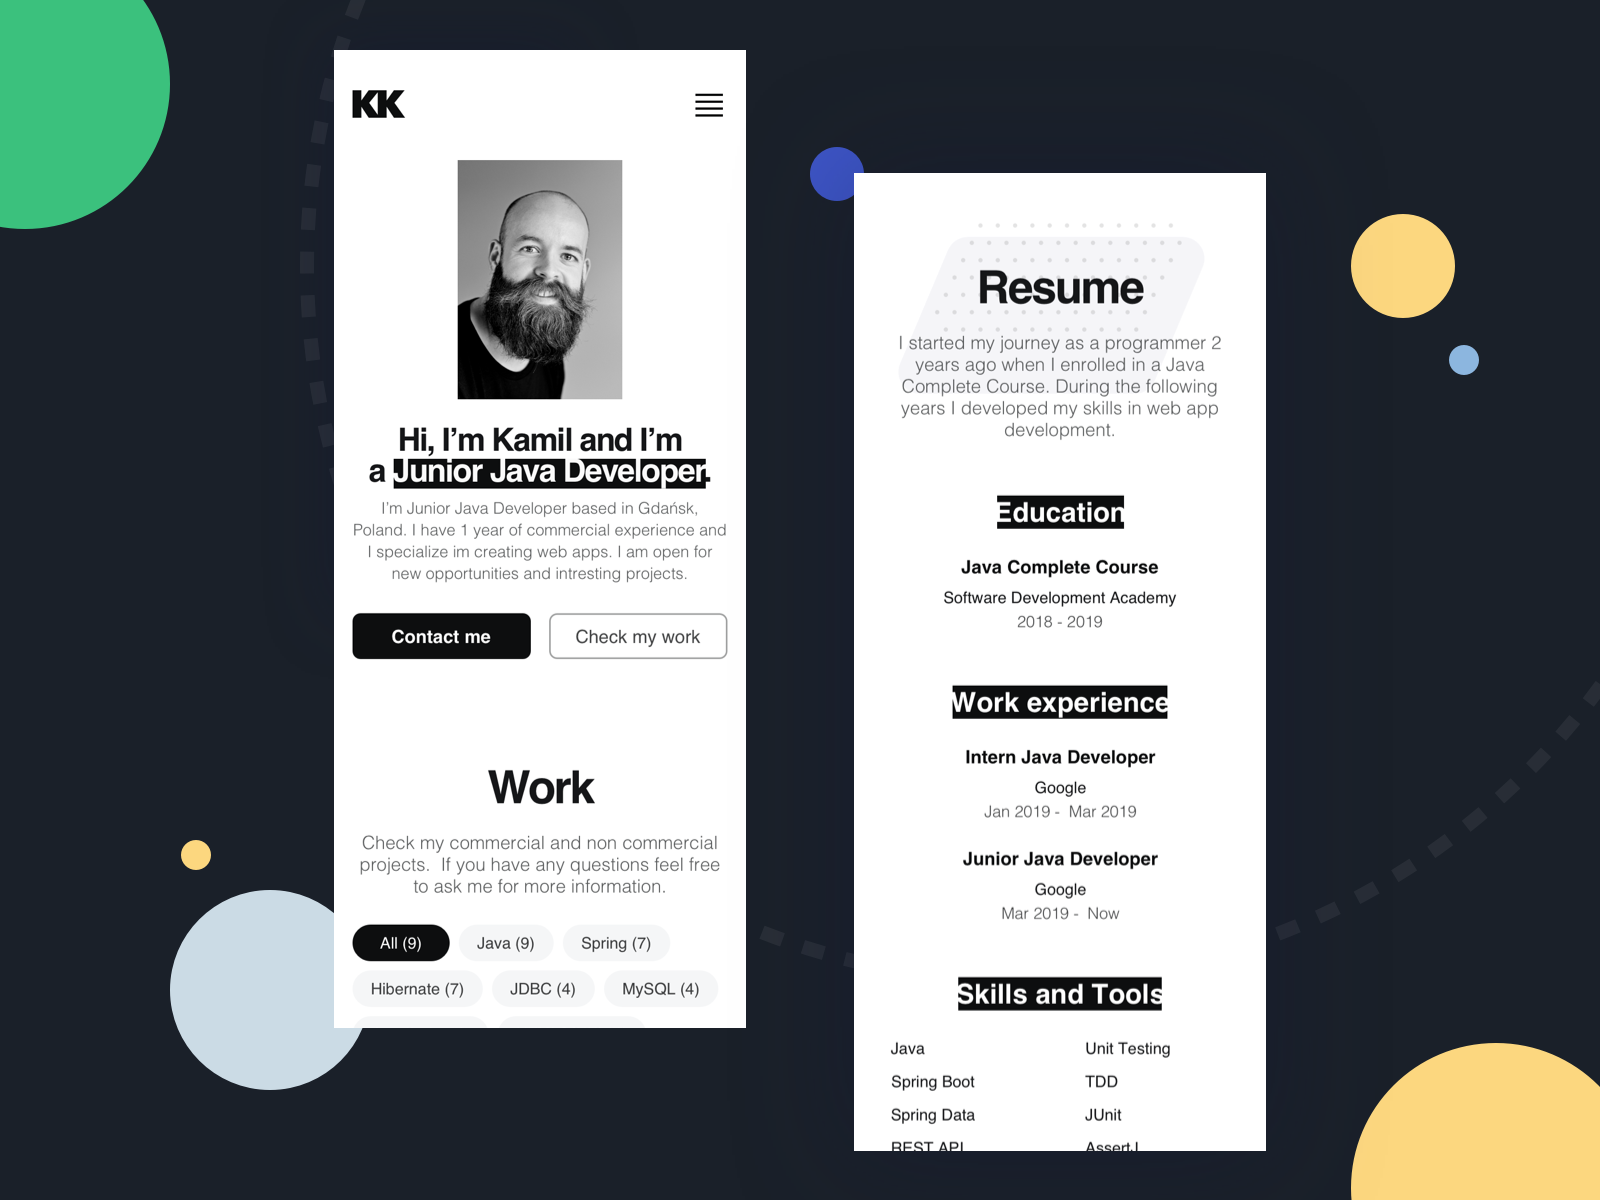 KK
Hi, I’m Kamil and I’m
a Junior Java Developer.
I’m Junior Java Developer based in Gdańsk,
Poland. I have 1 year of commercial experience and
I specialize im creating web apps. I am open for
new opportunities and intresting projects.
Contact me
Check my work
Work
Check my commercial and non commercial
projects.  If you have any questions feel free
to ask me for more information.
All (9)
Java (9)
Spring (7)
Hibernate (7)
JDBC (4)
MySQL (4)
Resume
I started my journey as a programmer 2
years ago when I enrolled in a Java
Complete Course. During the following
years I developed my skills in web app
development.
Education
Java Complete Course
Software Development Academy
2018 - 2019
Work experience
Intern Java Developer
Google
Jan 2019 -  Mar 2019
Junior Java Developer
Google
Mar 2019 -  Now
Skills and Tools
Java
Unit Testing
Spring Boot
TDD
Spring Data
JUnit
REST API
AssertJ